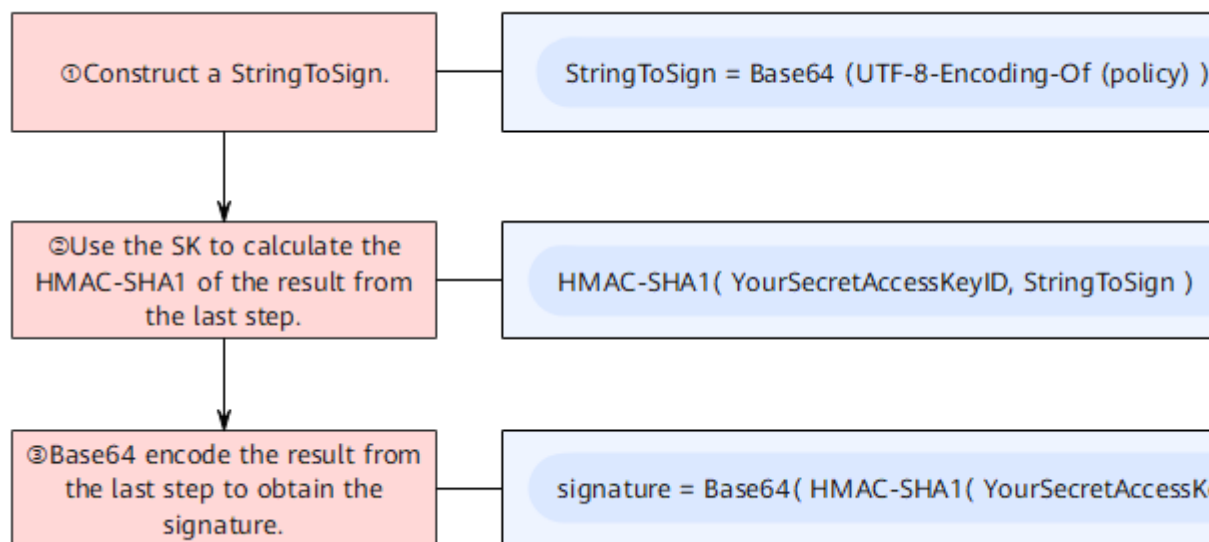 ①Construct a StringToSign.
StringToSign = Base64 (UTF-8-Encoding-Of (policy) )
②Use the SK to calculate the
HMAC-SHA1 of the result from
the last step.
HMAC-SHA1( YourSecretAccessKeyID, StringToSign )
③Base64 encode the result from
the last step to obtain the
signature.
signature = Base64( HMAC-SHA1( YourSecretAccessK